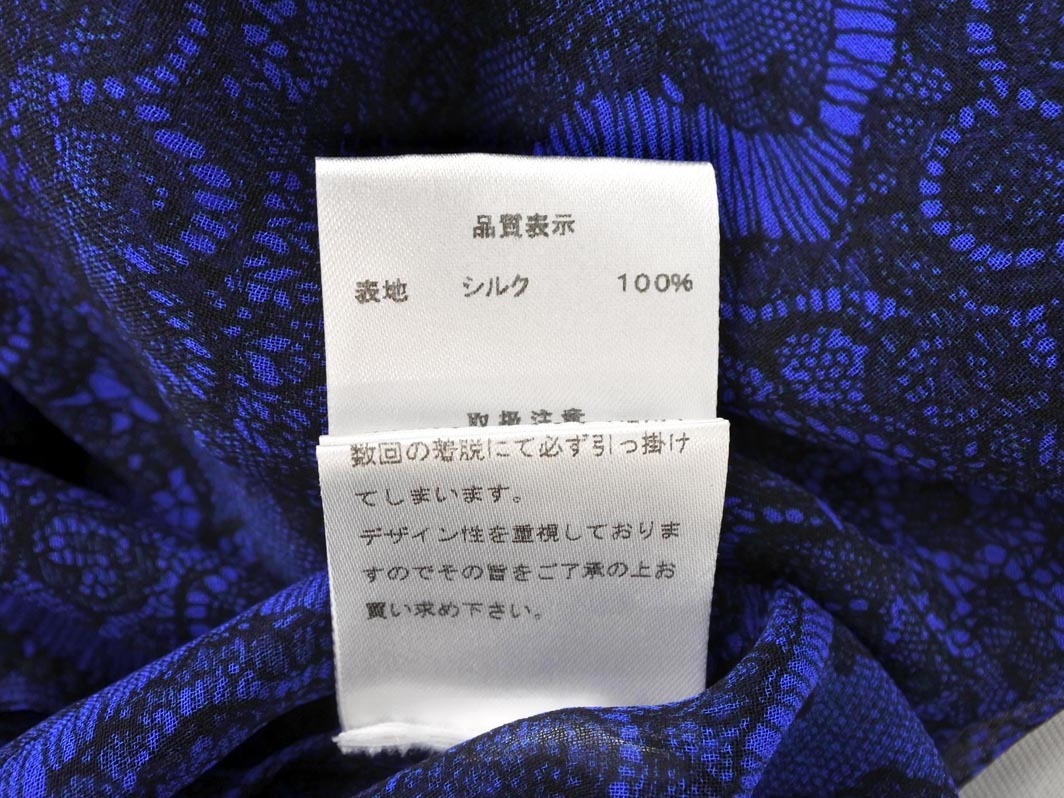 品質表示
表地 シルク 100%
取扱注意
数回の着脱にて必ず引っ掛け
てしまいます。
デザイン性を重視しておりま
すのでその旨をご了承の上お
買い求め下さい。